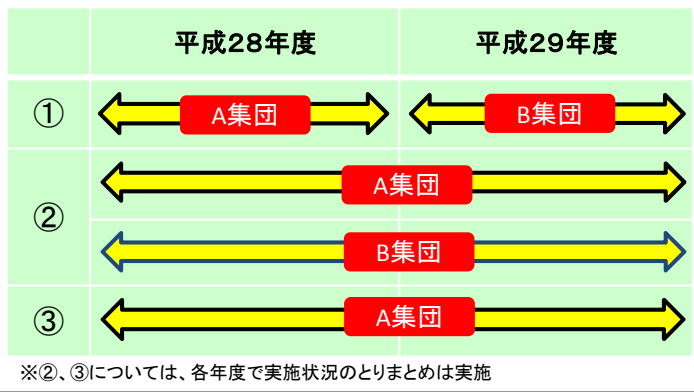 平成28年度 平成29年度
① A集団 B集団
A集団
②
B集団
③ A集団
※②、③については、各年度で実施状況のとりまとめは実施